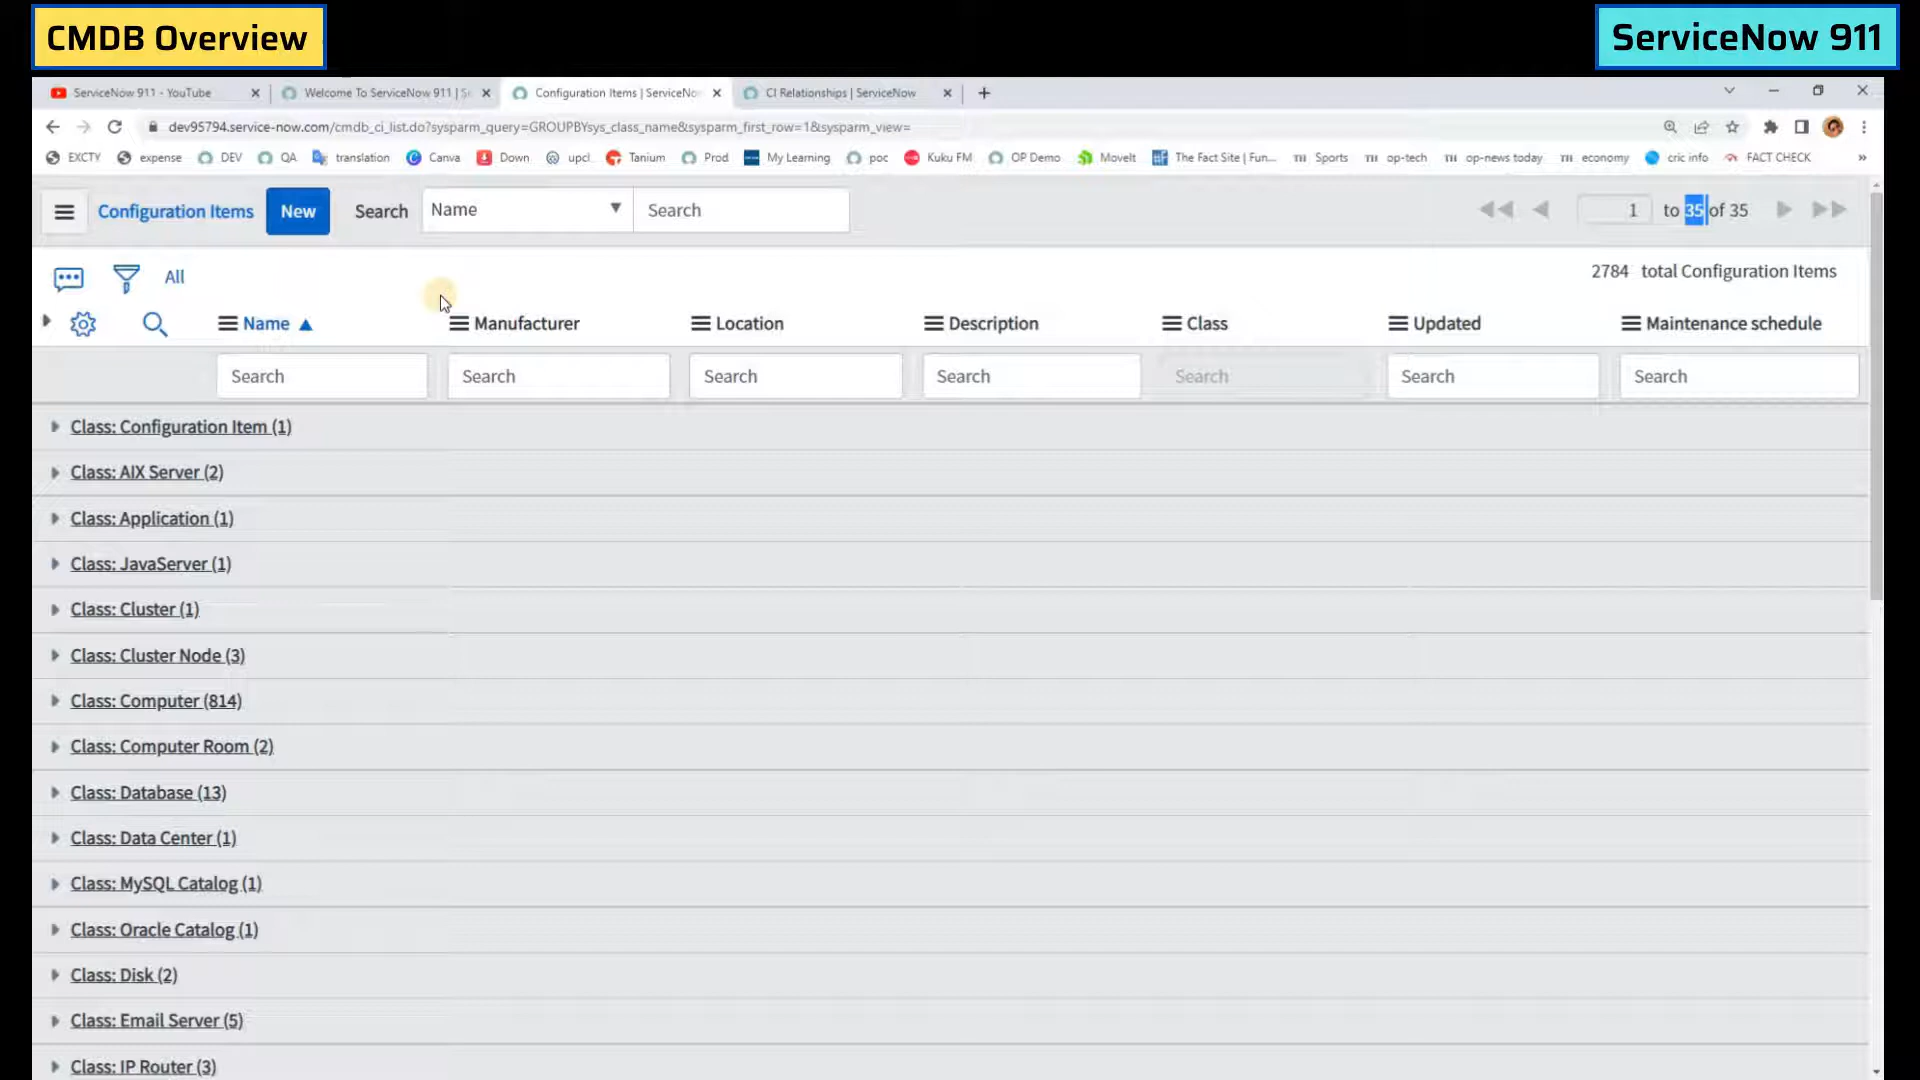 CMDB Overview
ServiceNow 911
ServiceNow 911 - YouTube
Welcome To ServiceNow 911 | S
Configuration Items | ServiceNo
CI Relationships | ServiceNow
dev95794.service-now.com/cmdb_ci_list.do?sysparm_query=GROUPBYsys_class_name&sysparm_first_row=1&sysparm_view=
EXCTY expense DEV QA translation Canva Down upcl Tanium Prod My Learning poc Kuku FM OP Demo MoveIt The Fact Site | Fun... Sports op-tech op-news today economy cric info FACT CHECK »
Configuration Items New Search Name Search 1 to 35 of 35
All
2784 total Configuration Items
Name Manufacturer Location Description Class Updated Maintenance schedule
Search Search Search Search Search Search Search
Class: Configuration Item (1)
Class: AIX Server (2)
Class: Application (1)
Class: JavaServer (1)
Class: Cluster (1)
Class: Cluster Node (3)
Class: Computer (814)
Class: Computer Room (2)
Class: Database (13)
Class: Data Center (1)
Class: MySQL Catalog (1)
Class: Oracle Catalog (1)
Class: Disk (2)
Class: Email Server (5)
Class: IP Router (3)